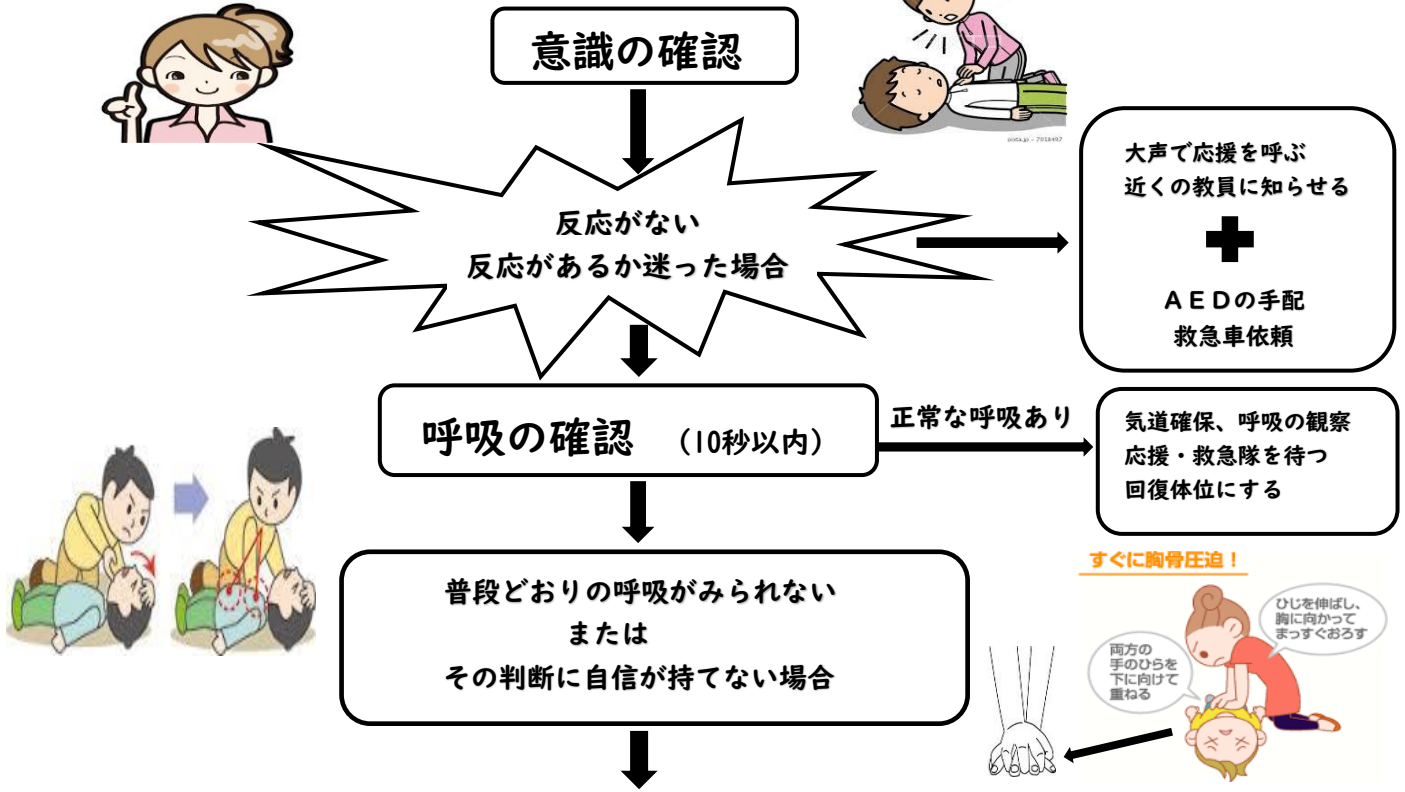 意識の確認
pixta.jp - 7018497
反応がない
反応があるか迷った場合
大声で応援を呼ぶ
近くの教員に知らせる
AEDの手配
救急車依頼
呼吸の確認 (10秒以内)
正常な呼吸あり
気道確保、呼吸の観察
応援・救急隊を待つ
回復体位にする
普段どおりの呼吸がみられない
または
その判断に自信が持てない場合
すぐに胸骨圧迫！
ひじを伸ばし、
胸に向かって
まっすぐおろす
両方の
手のひらを
下に向けて
重ねる